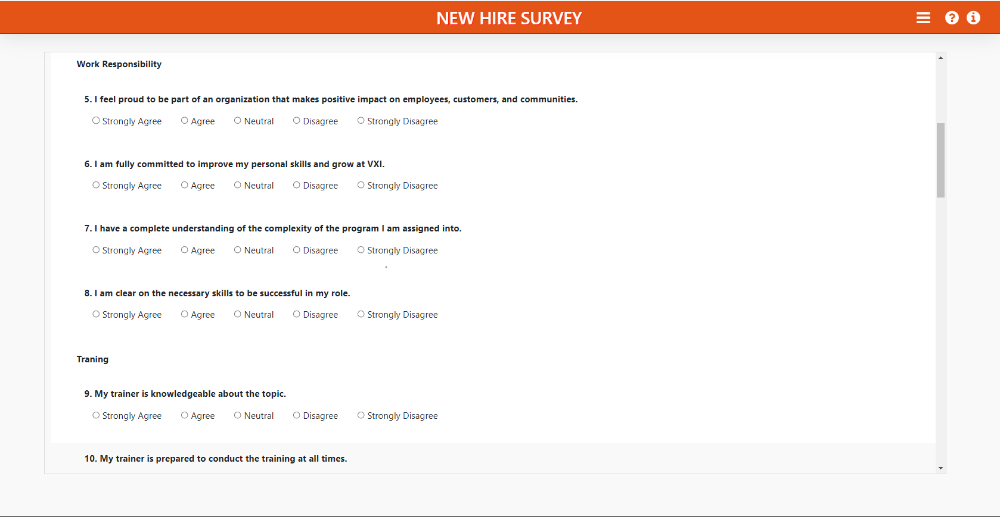 NEW HIRE SURVEY
Work Responsibility
5. I feel proud to be part of an organization that makes positive impact on employees, customers, and communities.
Strongly Agree Agree Neutral Disagree Strongly Disagree
6. I am fully committed to improve my personal skills and grow at VXI.
Strongly Agree Agree Neutral Disagree Strongly Disagree
7. I have a complete understanding of the complexity of the program I am assigned into.
Strongly Agree Agree Neutral Disagree Strongly Disagree
8. I am clear on the necessary skills to be successful in my role.
Strongly Agree Agree Neutral Disagree Strongly Disagree
Traning
9. My trainer is knowledgeable about the topic.
Strongly Agree Agree Neutral Disagree Strongly Disagree
10. My trainer is prepared to conduct the training at all times.